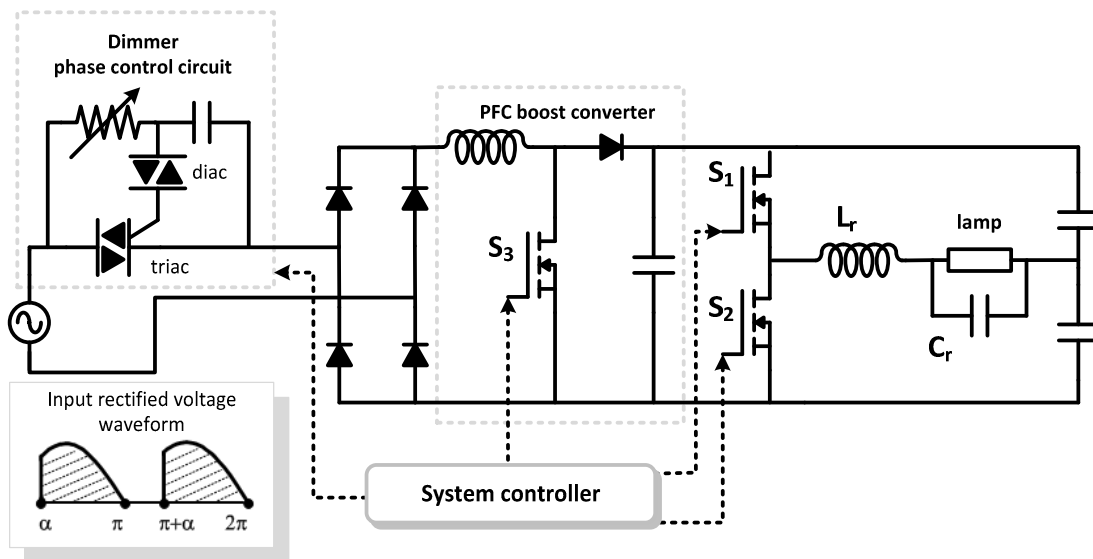 Dimmer
phase control circuit
diac
triac
PFC boost converter
S3
S1
S2
Lr
lamp
Cr
Input rectified voltage
waveform
α π π+α 2π
System controller